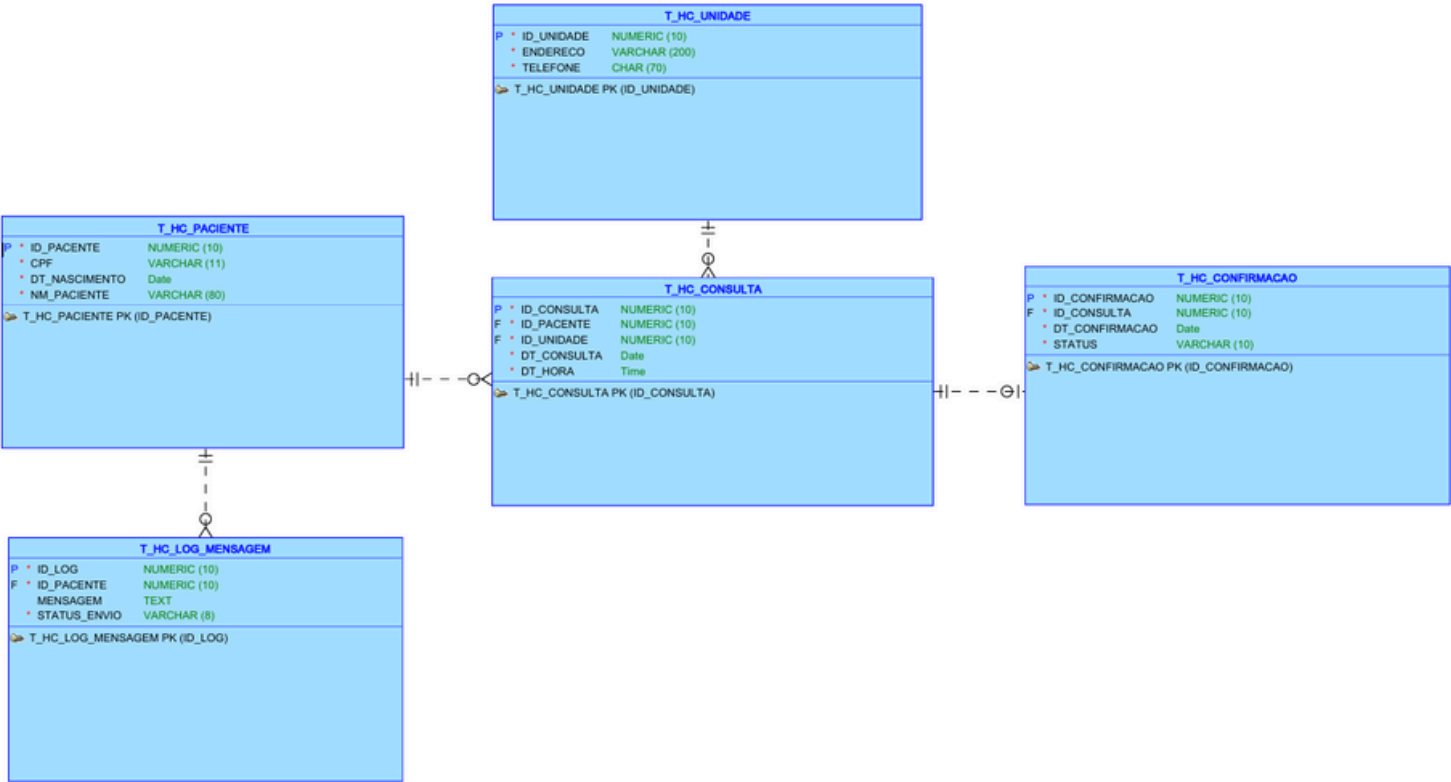 T_HC_UNIDADE
P * ID_UNIDADE NUMERIC (10)
* ENDERECO VARCHAR (200)
* TELEFONE CHAR (70)
T_HC_UNIDADE PK (ID_UNIDADE)
T_HC_PACIENTE
P * ID_PACENTE NUMERIC (10)
* CPF VARCHAR (11)
* DT_NASCIMENTO Date
* NM_PACIENTE VARCHAR (80)
T_HC_PACIENTE PK (ID_PACENTE)
T_HC_CONSULTA
P * ID_CONSULTA NUMERIC (10)
F * ID_PACENTE NUMERIC (10)
F * ID_UNIDADE NUMERIC (10)
* DT_CONSULTA Date
* DT_HORA Time
T_HC_CONSULTA PK (ID_CONSULTA)
T_HC_CONFIRMACAO
P * ID_CONFIRMACAO NUMERIC (10)
F * ID_CONSULTA NUMERIC (10)
* DT_CONFIRMACAO Date
* STATUS VARCHAR (10)
T_HC_CONFIRMACAO PK (ID_CONFIRMACAO)
T_HC_LOG_MENSAGEM
P * ID_LOG NUMERIC (10)
F * ID_PACENTE NUMERIC (10)
MENSAGEM TEXT
* STATUS_ENVIO VARCHAR (8)
T_HC_LOG_MENSAGEM PK (ID_LOG)